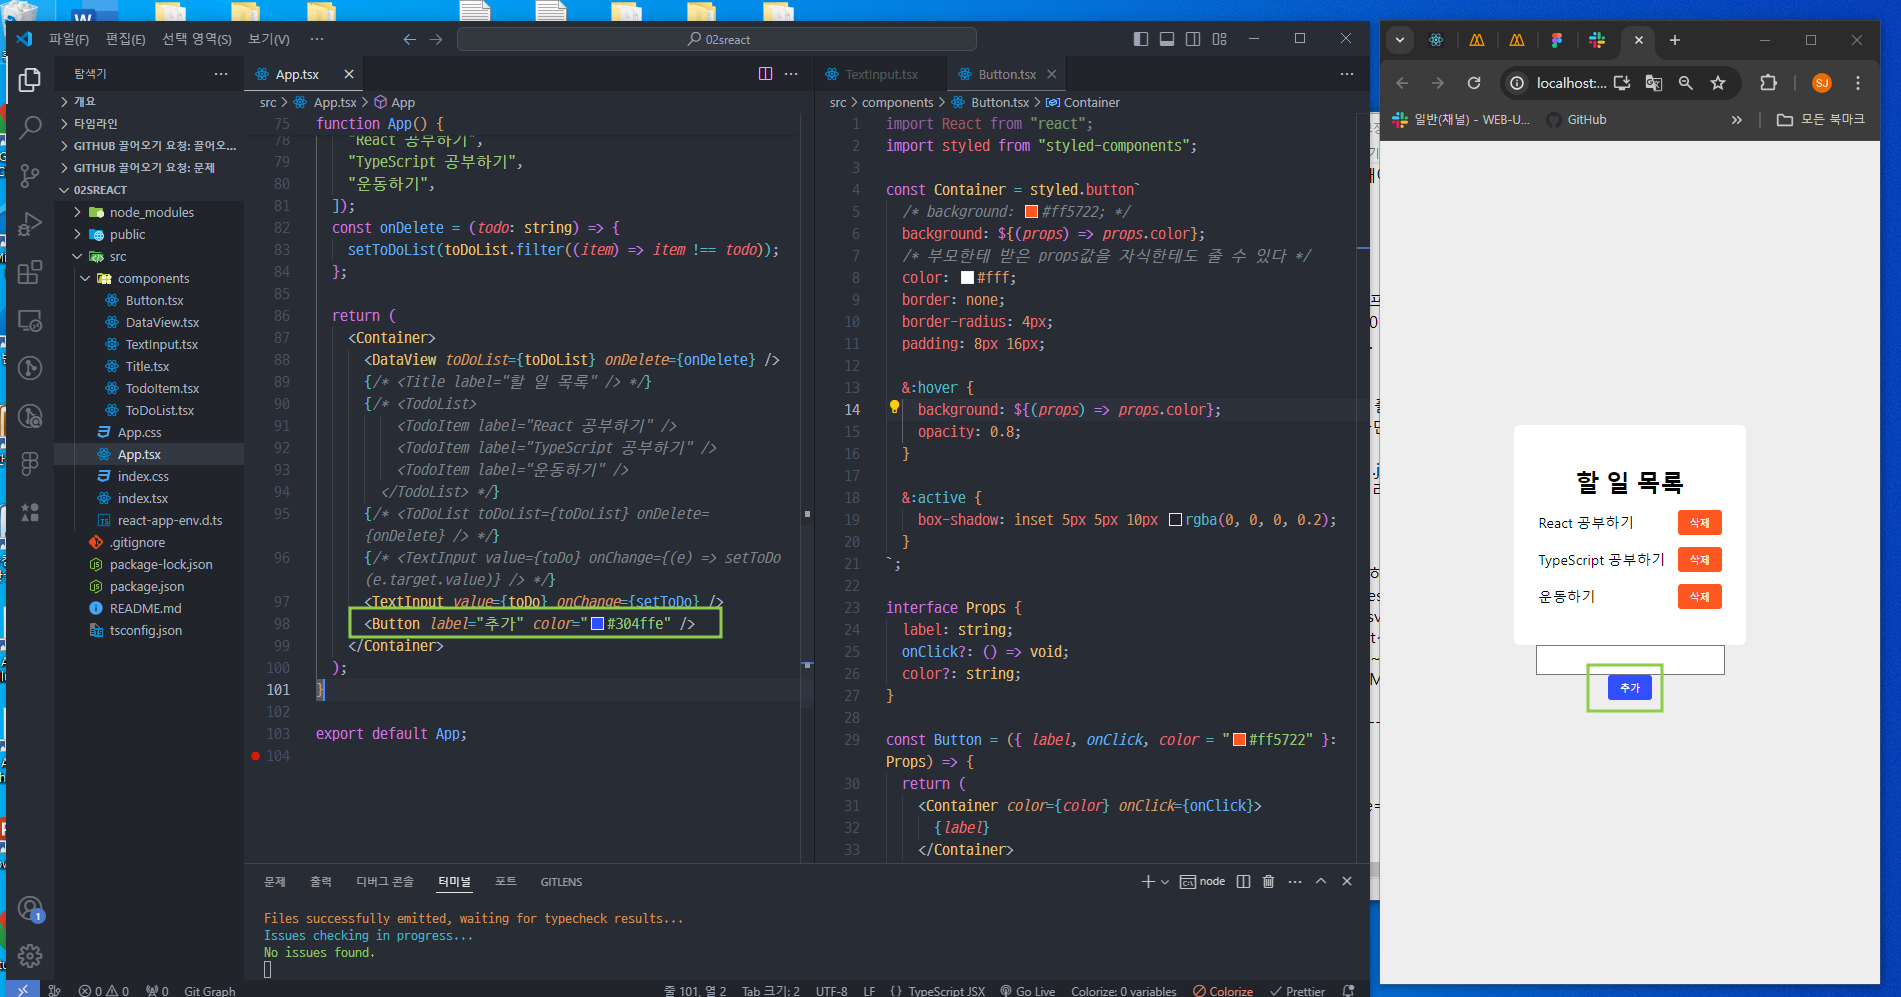 파일(F) 편집(E) 선택 영역(S) 보기(V) ··· 02sreact
탐색기
개요
타임라인
GITHUB 끌어오기 요청: 끌어오...
GITHUB 끌어오기 요청: 문제
02SREACT
node_modules
public
src
components
Button.tsx
DataView.tsx
TextInput.tsx
Title.tsx
TodoItem.tsx
ToDoList.tsx
App.css
App.tsx
index.css
index.tsx
react-app-env.d.ts
.gitignore
package-lock.json
package.json
README.md
tsconfig.json
App.tsx
src > App.tsx > App
75 function App() {
78 "React 공부하기",
79 "TypeScript 공부하기",
80 "운동하기",
81 ]);
82 const onDelete = (todo: string) => {
83 setToDoList(toDoList.filter((item) => item !== todo));
84 };
85
86 return (
87 <Container>
88 <DataView toDoList={toDoList} onDelete={onDelete} />
89 {/* <Title label="할 일 목록" /> */}
90 {/* <TodoList>
91 <TodoItem label="React 공부하기" />
92 <TodoItem label="TypeScript 공부하기" />
93 <TodoItem label="운동하기" />
94 </TodoList> */}
95 {/* <ToDoList toDoList={toDoList} onDelete=
{onDelete} /> */}
96 {/* <TextInput value={toDo} onChange={(e) => setToDo
(e.target.value)} /> */}
97 <TextInput value={toDo} onChange={setToDo} />
98 <Button label="추가" color="#304ffe" />
99 </Container>
100 );
101 }
102
103 export default App;
104
TextInput.tsx Button.tsx
src > components > Button.tsx > Container
1 import React from "react";
2 import styled from "styled-components";
3
4 const Container = styled.button`
5 /* background: #ff5722; */
6 background: ${(props) => props.color};
7 /* 부모한테 받은 props값을 자식한테도 줄 수 있다 */
8 color: #fff;
9 border: none;
10 border-radius: 4px;
11 padding: 8px 16px;
12
13 &:hover {
14 background: ${(props) => props.color};
15 opacity: 0.8;
16 }
17
18 &:active {
19 box-shadow: inset 5px 5px 10px rgba(0, 0, 0, 0.2);
20 }
21 `;
22
23 interface Props {
24 label: string;
25 onClick?: () => void;
26 color?: string;
27 }
28
29 const Button = ({ label, onClick, color = "#ff5722" }:
Props) => {
30 return (
31 <Container color={color} onClick={onClick}>
32 {label}
33 </Container>
문제 출력 디버그 콘솔 터미널 포트 GITLENS
node
Files successfully emitted, waiting for typecheck results...
Issues checking in progress...
No issues found.
1
0 0 0 Git Graph 줄 101, 열 2 Tab 크기: 2 UTF-8 LF {} TypeScript JSX Go Live Colorize: 0 variables Colorize Prettier
localhost:... SJ
일반(채널) - WEB-U... GitHub » 모든 북마크
할 일 목록
React 공부하기 삭제
TypeScript 공부하기 삭제
운동하기 삭제
추가